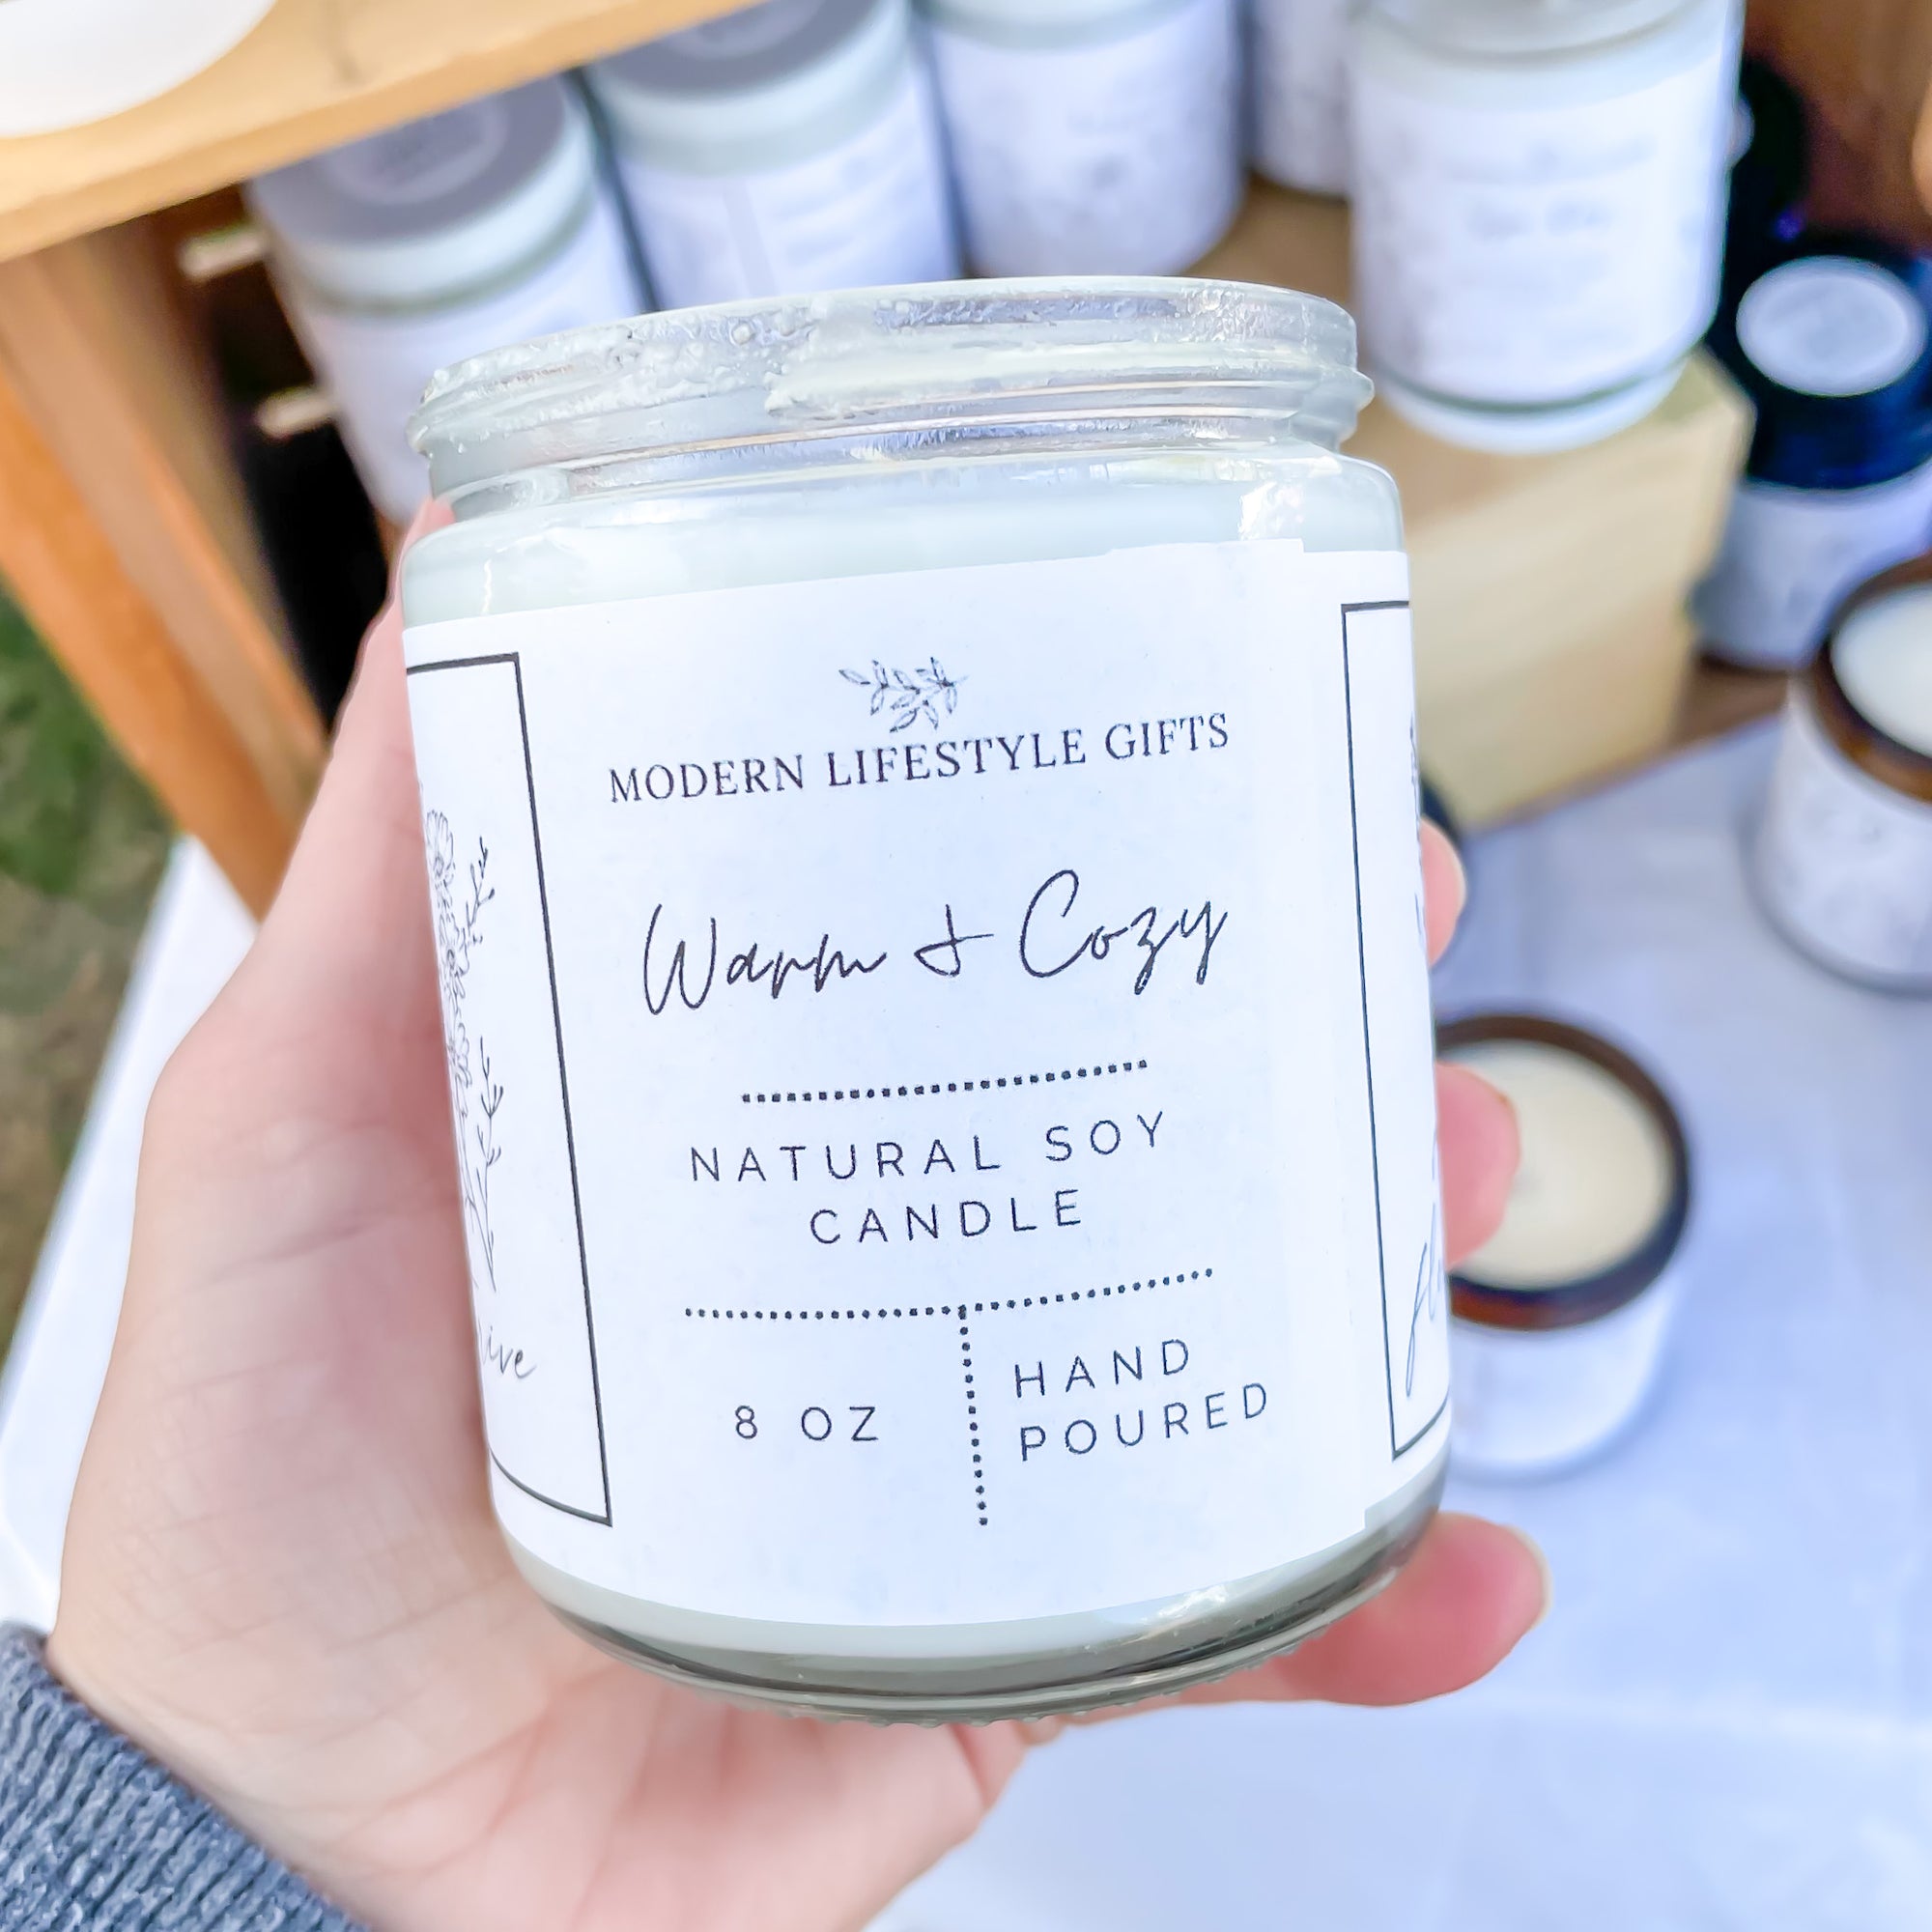 MODERN LIFESTYLE GIFTS
Warm + Cozy
NATURAL SOY
CANDLE
8 OZ
HAND
POURED